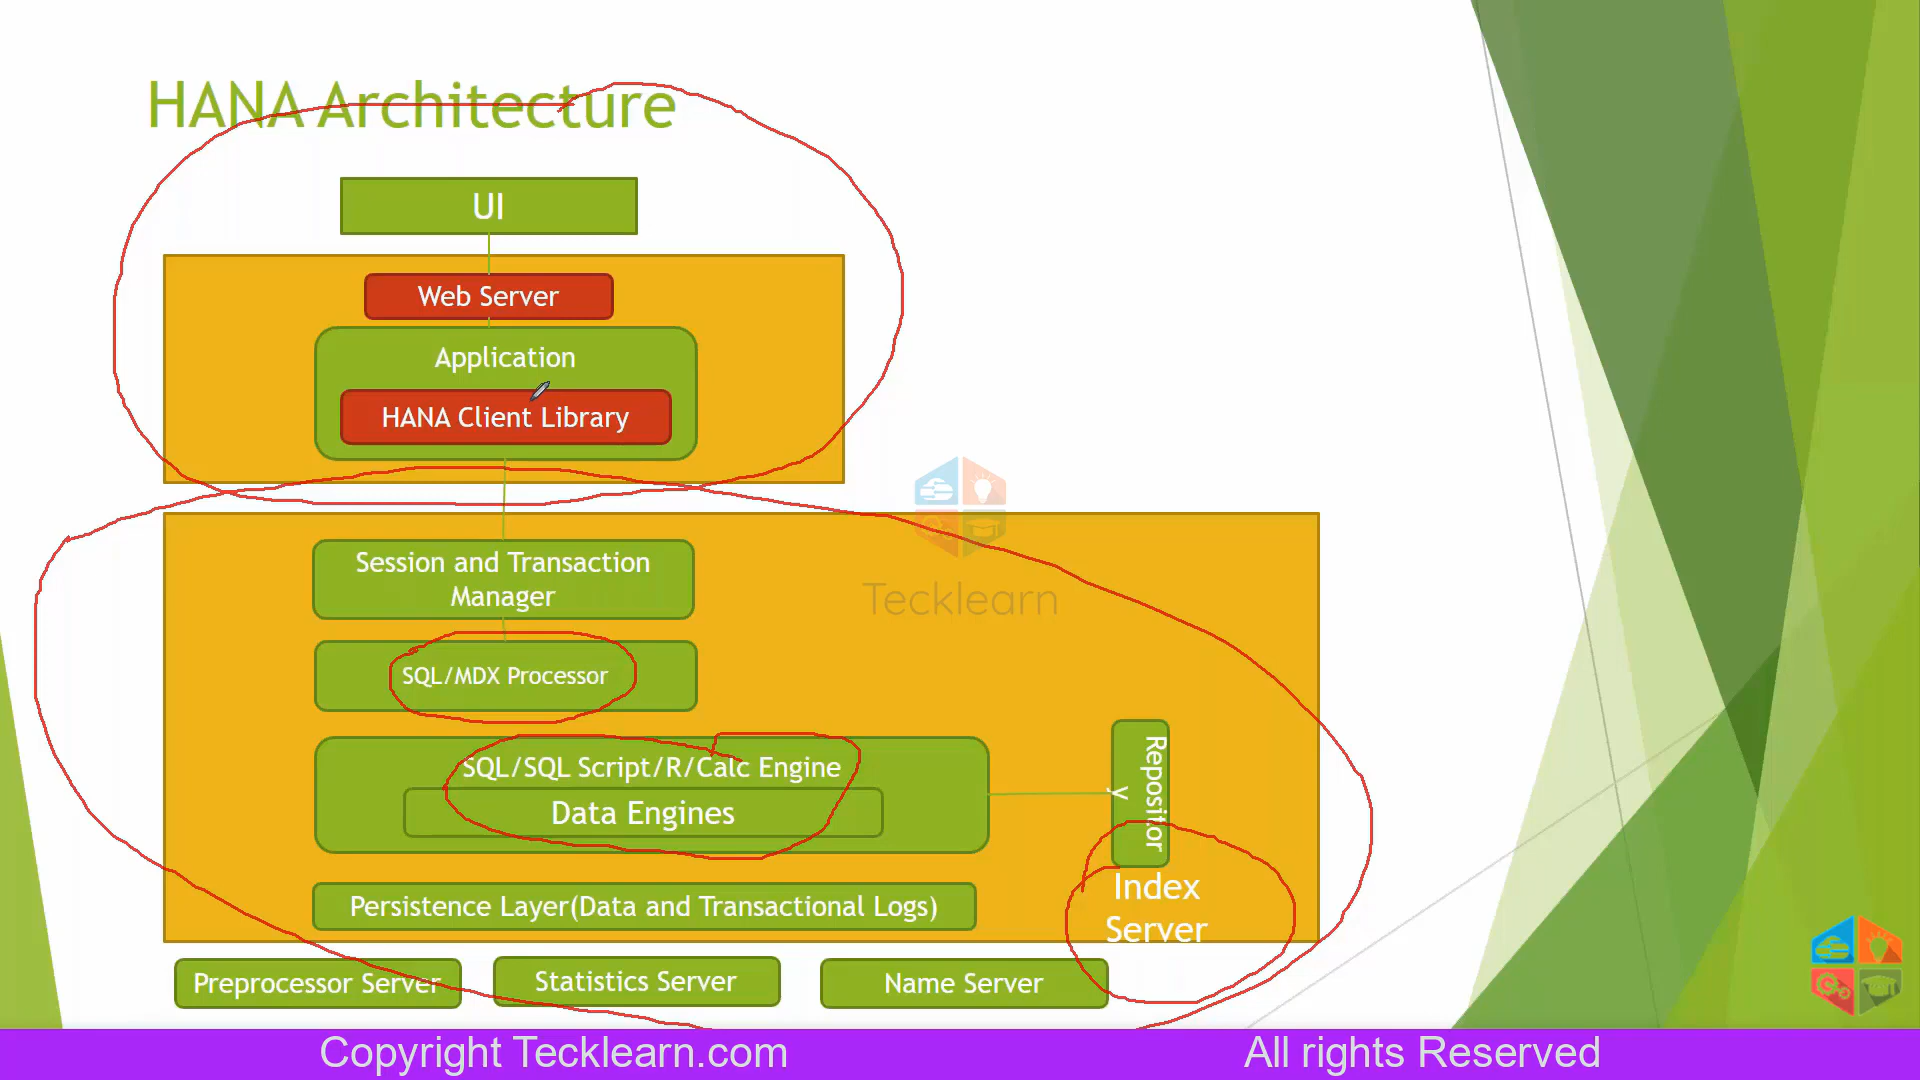 HANA Architecture
UI
Web Server
Application
HANA Client Library
Session and Transaction
Manager
Tecklearn
SQL/MDX Processor
SQL/SQL Script/R/Calc Engine
Data Engines
Repositor
y
Persistence Layer(Data and Transactional Logs)
Index
Server
Preprocessor Server
Statistics Server
Name Server
Copyright Tecklearn.com
All rights Reserved